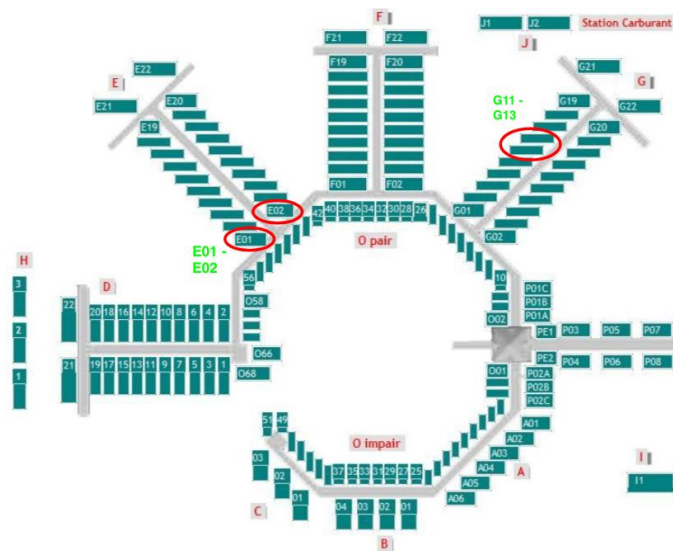 F
J1
J2
Station Carburant
F21
F22
J
E22
G21
E
G
F19
F20
E21
E20
G11 -
G13
G19
G22
E19
G20
F01
F02
E02
G01
42
40
38
36
34
32
30
28
26
E01
G02
O pair
E01 -
E02
H
56
10
P01C
3
D
O58
P01B
22
20
18
16
14
12
10
8
6
4
2
P01A
O02
2
PE1
P03
P05
P07
O66
PE2
P04
P06
P08
21
19
17
15
13
11
9
7
5
3
1
O68
O01
P02A
1
P02B
P02C
51
49
A01
O impair
A02
03
A03
37
35
33
31
29
27
25
A04
A
I
02
A05
I1
01
A06
C
04
03
02
01
B